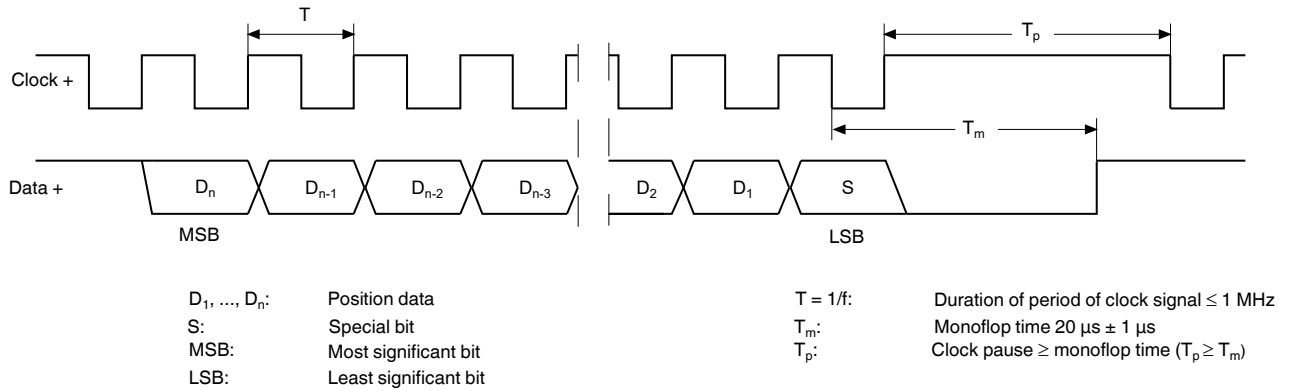 T
Tp
Clock +
Tm
Data +
Dn
Dn-1
Dn-2
Dn-3
D2
D1
S
MSB
LSB
D1, ..., Dn: Position data
S: Special bit
MSB: Most significant bit
LSB: Least significant bit
T = 1/f: Duration of period of clock signal ≤ 1 MHz
Tm: Monoflop time 20 µs ± 1 µs
Tp: Clock pause ≥ monoflop time (Tp ≥ Tm)